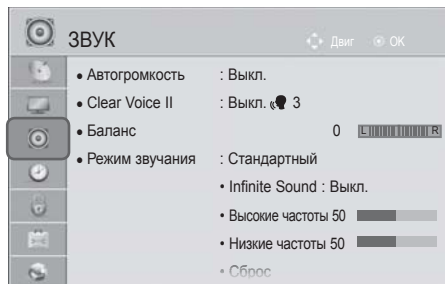 ЗВУК
Двиг OK
• Автогромкость : Выкл.
• Clear Voice II : Выкл. 3
• Баланс 0 L R
• Режим звучания : Стандартный
• Infinite Sound : Выкл.
• Высокие частоты 50
• Низкие частоты 50
• Сброс